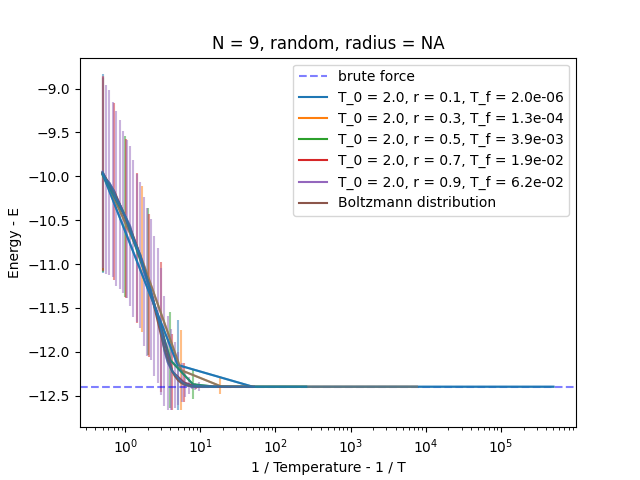 N = 9, random, radius = NA
brute force
T_0 = 2.0, r = 0.1, T_f = 2.0e-06
T_0 = 2.0, r = 0.3, T_f = 1.3e-04
T_0 = 2.0, r = 0.5, T_f = 3.9e-03
T_0 = 2.0, r = 0.7, T_f = 1.9e-02
T_0 = 2.0, r = 0.9, T_f = 6.2e-02
Boltzmann distribution
Energy - E
−9.0
−9.5
−10.0
−10.5
−11.0
−11.5
−12.0
−12.5
10⁰ 10¹ 10² 10³ 10⁴ 10⁵
1 / Temperature - 1 / T